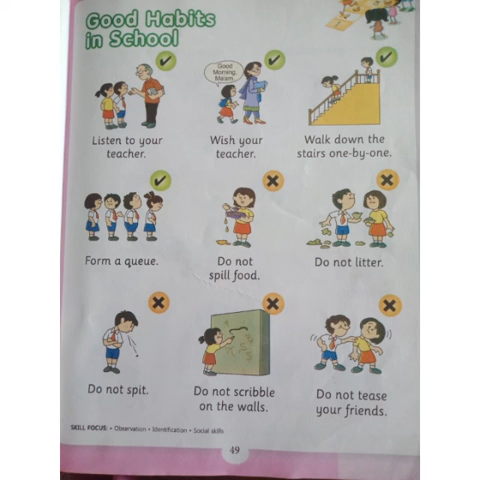 Good Habits
in School
Good
Morning,
Ma'am.
Listen to your
teacher.
Wish your
teacher.
Walk down the
stairs one-by-one.
Form a queue.
Do not
spill food.
Do not litter.
Do not spit.
Do not scribble
on the walls.
Do not tease
your friends.
SKILL FOCUS: • Observation • Identification • Social skills
49